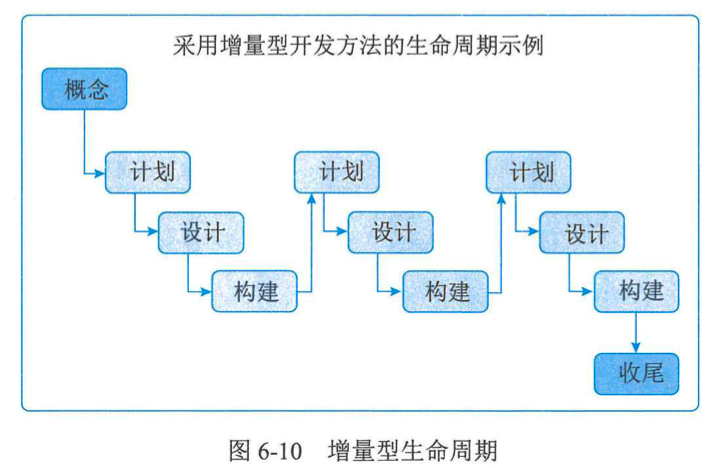 采用增量型开发方法的生命周期示例
概念
计划 计划 计划
设计 设计 设计
构建 构建 构建
收尾
图 6-10 增量型生命周期